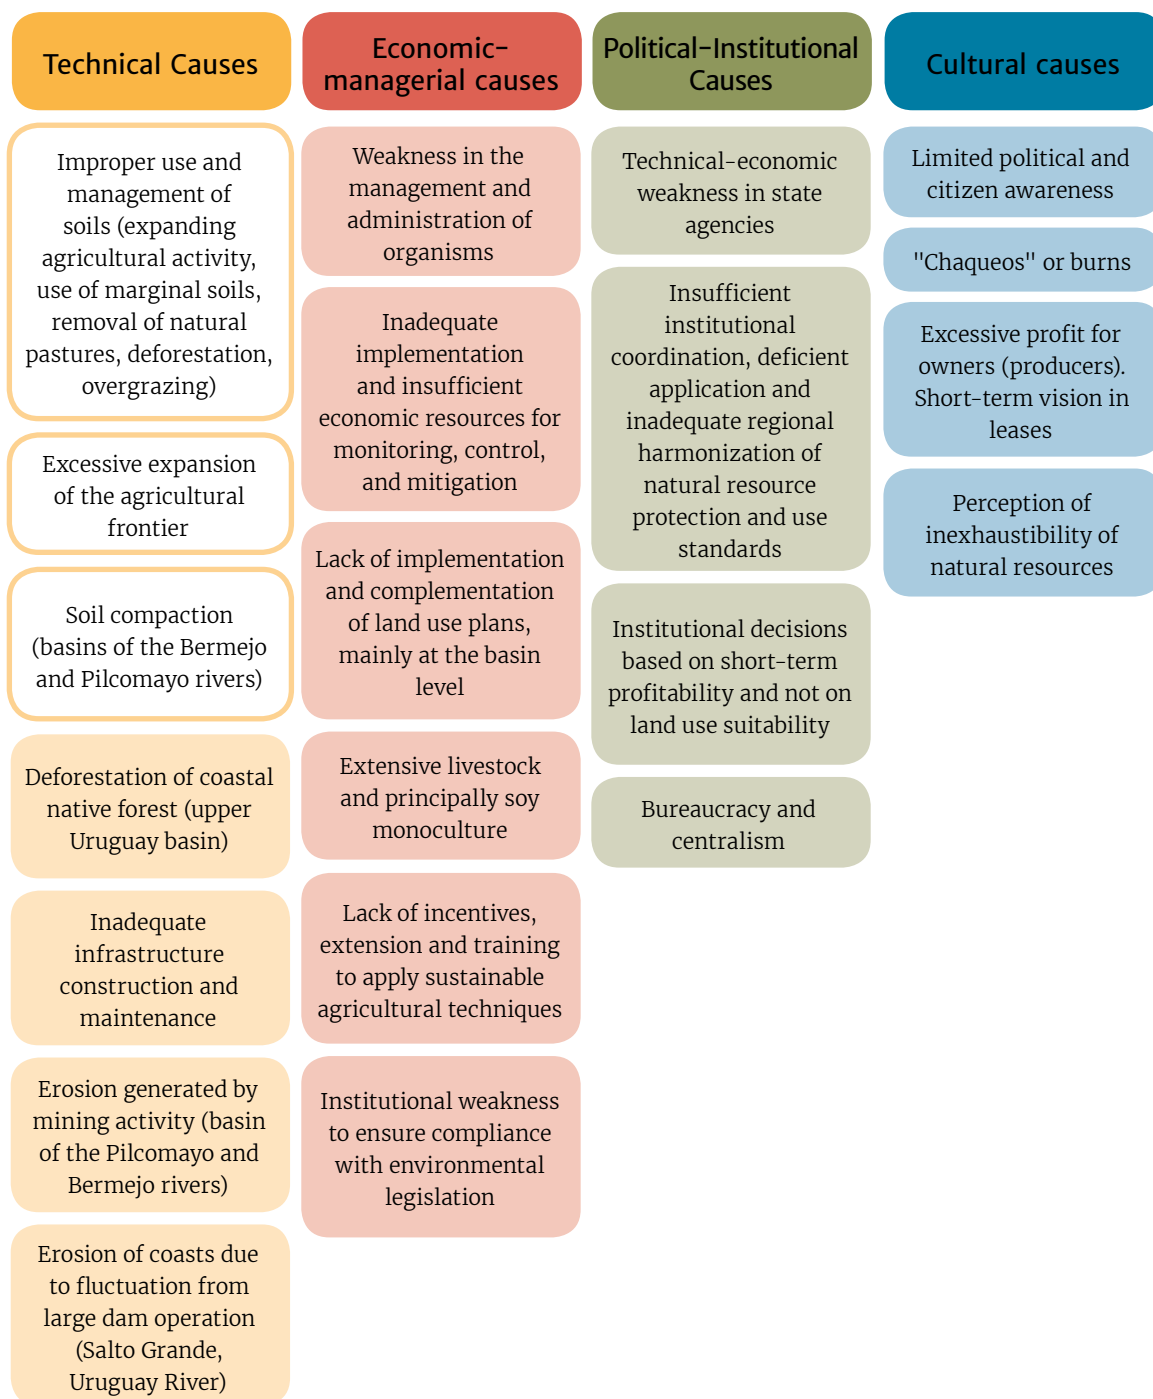 Technical Causes
Improper use and
management of
soils (expanding
agricultural activity,
use of marginal soils,
removal of natural
pastures, deforestation,
overgrazing)
Excessive expansion
of the agricultural
frontier
Soil compaction
(basins of the Bermejo
and Pilcomayo rivers)
Deforestation of coastal
native forest (upper
Uruguay basin)
Inadequate
infrastructure
construction and
maintenance
Erosion generated by
mining activity (basin
of the Pilcomayo and
Bermejo rivers)
Erosion of coasts due
to fluctuation from
large dam operation
(Salto Grande,
Uruguay River)
Economic-
managerial causes
Weakness in the
management and
administration of
organisms
Inadequate
implementation
and insufficient
economic resources for
monitoring, control,
and mitigation
Lack of implementation
and complementation
of land use plans,
mainly at the basin
level
Extensive livestock
and principally soy
monoculture
Lack of incentives,
extension and training
to apply sustainable
agricultural techniques
Institutional weakness
to ensure compliance
with environmental
legislation
Political-Institutional
Causes
Technical-economic
weakness in state
agencies
Insufficient
institutional
coordination, deficient
application and
inadequate regional
harmonization of
natural resource
protection and use
standards
Institutional decisions
based on short-term
profitability and not on
land use suitability
Bureaucracy and
centralism
Cultural causes
Limited political and
citizen awareness
"Chaqueos" or burns
Excessive profit for
owners (producers).
Short-term vision in
leases
Perception of
inexhaustibility of
natural resources